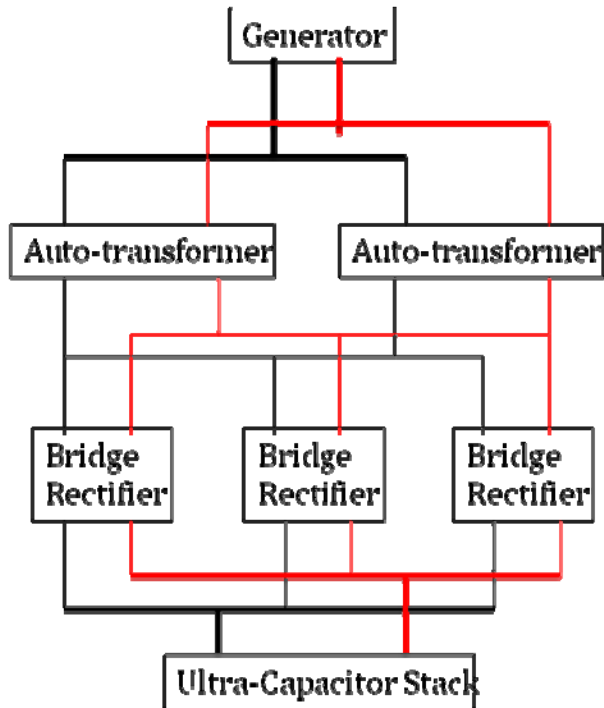 Generator
Auto-transformer
Auto-transformer
Bridge
Rectifier
Bridge
Rectifier
Bridge
Rectifier
Ultra-Capacitor Stack